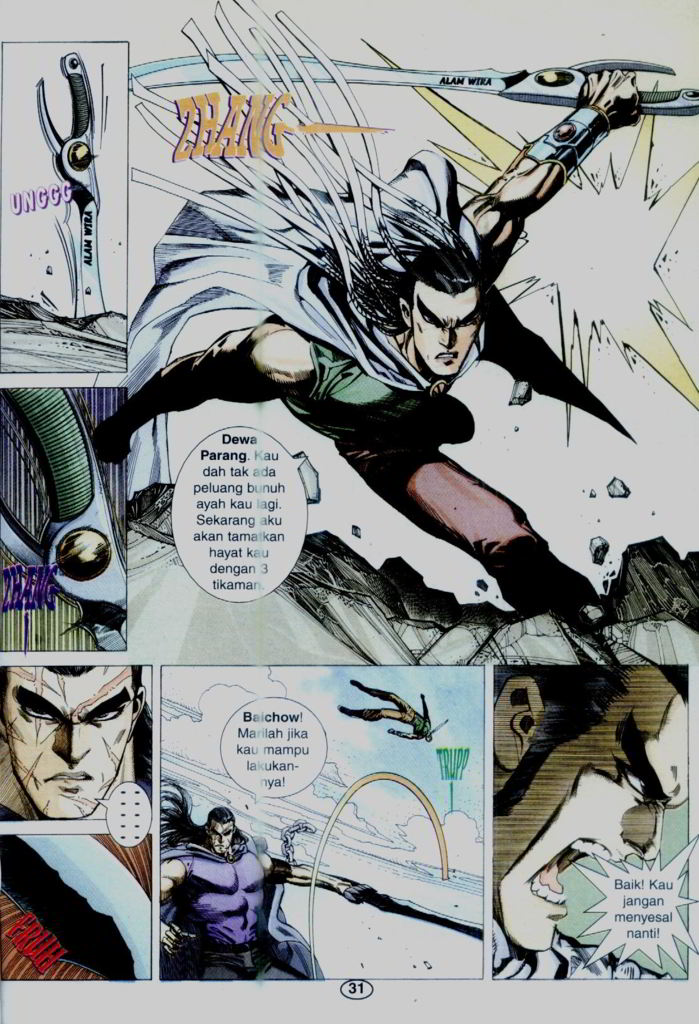 ALAM WIRA
UNGGG
ZHANG
ALAM WIRA
ZHANG
Dewa
Parang. Kau
dah tak ada
peluang bunuh
ayah kau lagi.
Sekarang aku
akan tamatkan
hayat kau
dengan 3
tikaman.
Baichow!
Marilah jika
kau mampu
lakukan-
nya!
TRUPP
PRUH
Baik! Kau
jangan
menyesal
nanti!
31